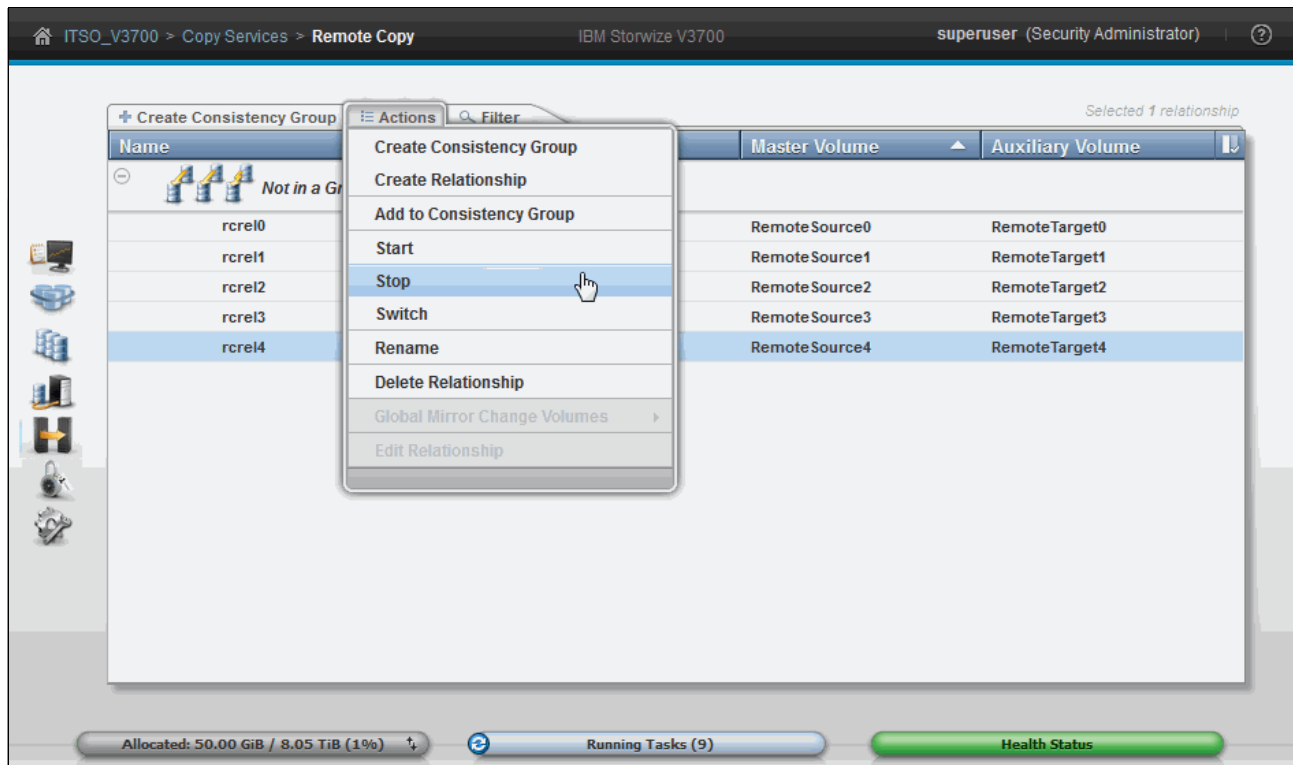 ITSO_V3700 > Copy Services > Remote Copy IBM Storwize V3700 superuser (Security Administrator) ?
Selected 1 relationship
Create Consistency Group Actions Filter
Name Master Volume Auxiliary Volume
Not in a Gr
Create Consistency Group
Create Relationship
Add to Consistency Group
Start
Stop
Switch
Rename
Delete Relationship
Global Mirror Change Volumes
Edit Relationship
rcrel0 RemoteSource0 RemoteTarget0
rcrel1 RemoteSource1 RemoteTarget1
rcrel2 RemoteSource2 RemoteTarget2
rcrel3 RemoteSource3 RemoteTarget3
rcrel4 RemoteSource4 RemoteTarget4
Allocated: 50.00 GiB / 8.05 TiB (1%) Running Tasks (9) Health Status